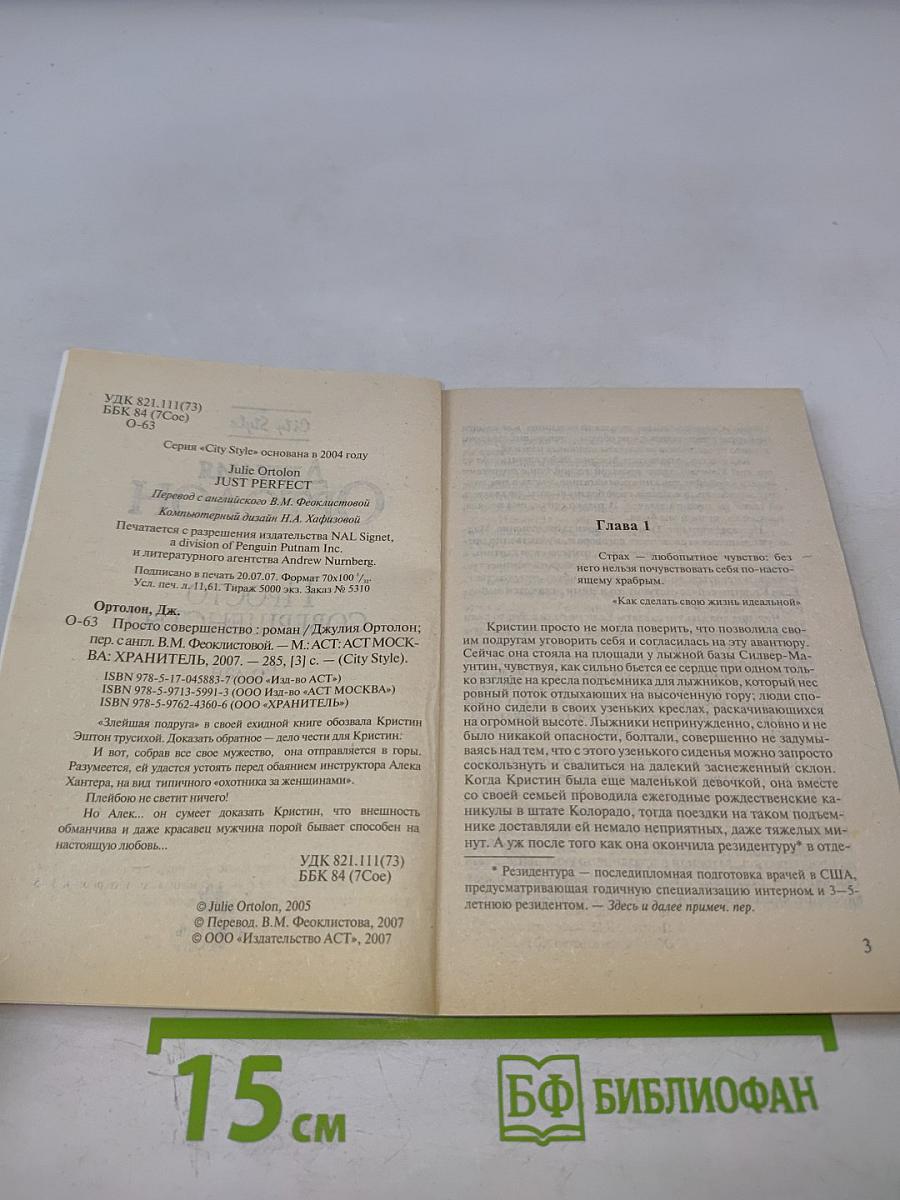 УДК 821.111(73)
ББК 84 (7Сое)
О-63
Серия «City Style» основана в 2004 году
Julie Ortolon
JUST PERFECT
Перевод с английского В.М. Феоклистовой
Компьютерный дизайн Н.А. Хафизовой
Печатается с разрешения издательства NAL Signet,
a division of Penguin Putnam Inc.
и литературного агентства Andrew Nurnberg.
Подписано в печать 20.07.07. Формат 70х100 1/32.
Усл. печ. л. 11,61. Тираж 5000 экз. Заказ № 5310
Ортолон, Дж.
О-63 Просто совершенство : роман / Джулия Ортолон;
пер. с англ. В.М. Феоклистовой. — М.: АСТ: АСТ МОСК-
ВА: ХРАНИТЕЛЬ, 2007. — 285, [3] с. — (City Style).
ISBN 978-5-17-045883-7 (ООО «Изд-во АСТ»)
ISBN 978-5-9713-5991-3 (ООО Изд-во «АСТ МОСКВА»)
ISBN 978-5-9762-4360-6 (ООО «ХРАНИТЕЛЬ»)
«Злейшая подруга» в своей ехидной книге обозвала Кристин
Эштон трусихой. Доказать обратное — дело чести для Кристин.
И вот, собрав все свое мужество, она отправляется в горы.
Разумеется, ей удастся устоять перед обаянием инструктора Алека
Хантера, на вид типичного «охотника за женщинами».
Плейбою не светит ничего!
Но Алек... он сумеет доказать Кристин, что внешность
обманчива и даже красавец мужчина порой бывает способен на
настоящую любовь...
УДК 821.111(73)
ББК 84 (7Сое)
© Julie Ortolon, 2005
© Перевод. В.М. Феоклистова, 2007
© ООО «Издательство АСТ», 2007
Глава 1
Страх — любопытное чувство: без
него нельзя почувствовать себя по-насто-
ящему храбрым.
«Как сделать свою жизнь идеальной»
Кристин просто не могла поверить, что позволила сво-
им подругам уговорить себя и согласилась на эту авантюру.
Сейчас она стояла на площади у лыжной базы Силвер-Ма-
унтин, чувствуя, как сильно бьется ее сердце при одном толь-
ко взгляде на кресла подъемника для лыжников, который нес
ровный поток отдыхающих на высоченную гору; люди спо-
койно сидели в своих узеньких креслах, раскачивающихся
на огромной высоте. Лыжники непринужденно, словно и не
было никакой опасности, болтали, совершенно не задумы-
ваясь над тем, что с этого узенького сиденья можно запросто
соскользнуть и свалиться на далекий заснеженный склон.
Когда Кристин была еще маленькой девочкой, она вместе
со своей семьей проводила ежегодные рождественские ка-
никулы в штате Колорадо, тогда поездки на таком подъем-
нике доставляли ей немало неприятных, даже тяжелых ми-
нут. А уж после того как она окончила резидентуру* в отде-
* Резидентура — последипломная подготовка врачей в США,
предусматривающая годичную специализацию интерном и 3—5-
летнюю резидентом. — Здесь и далее примеч. пер.
3
15 см
БФ БИБЛИОФАН